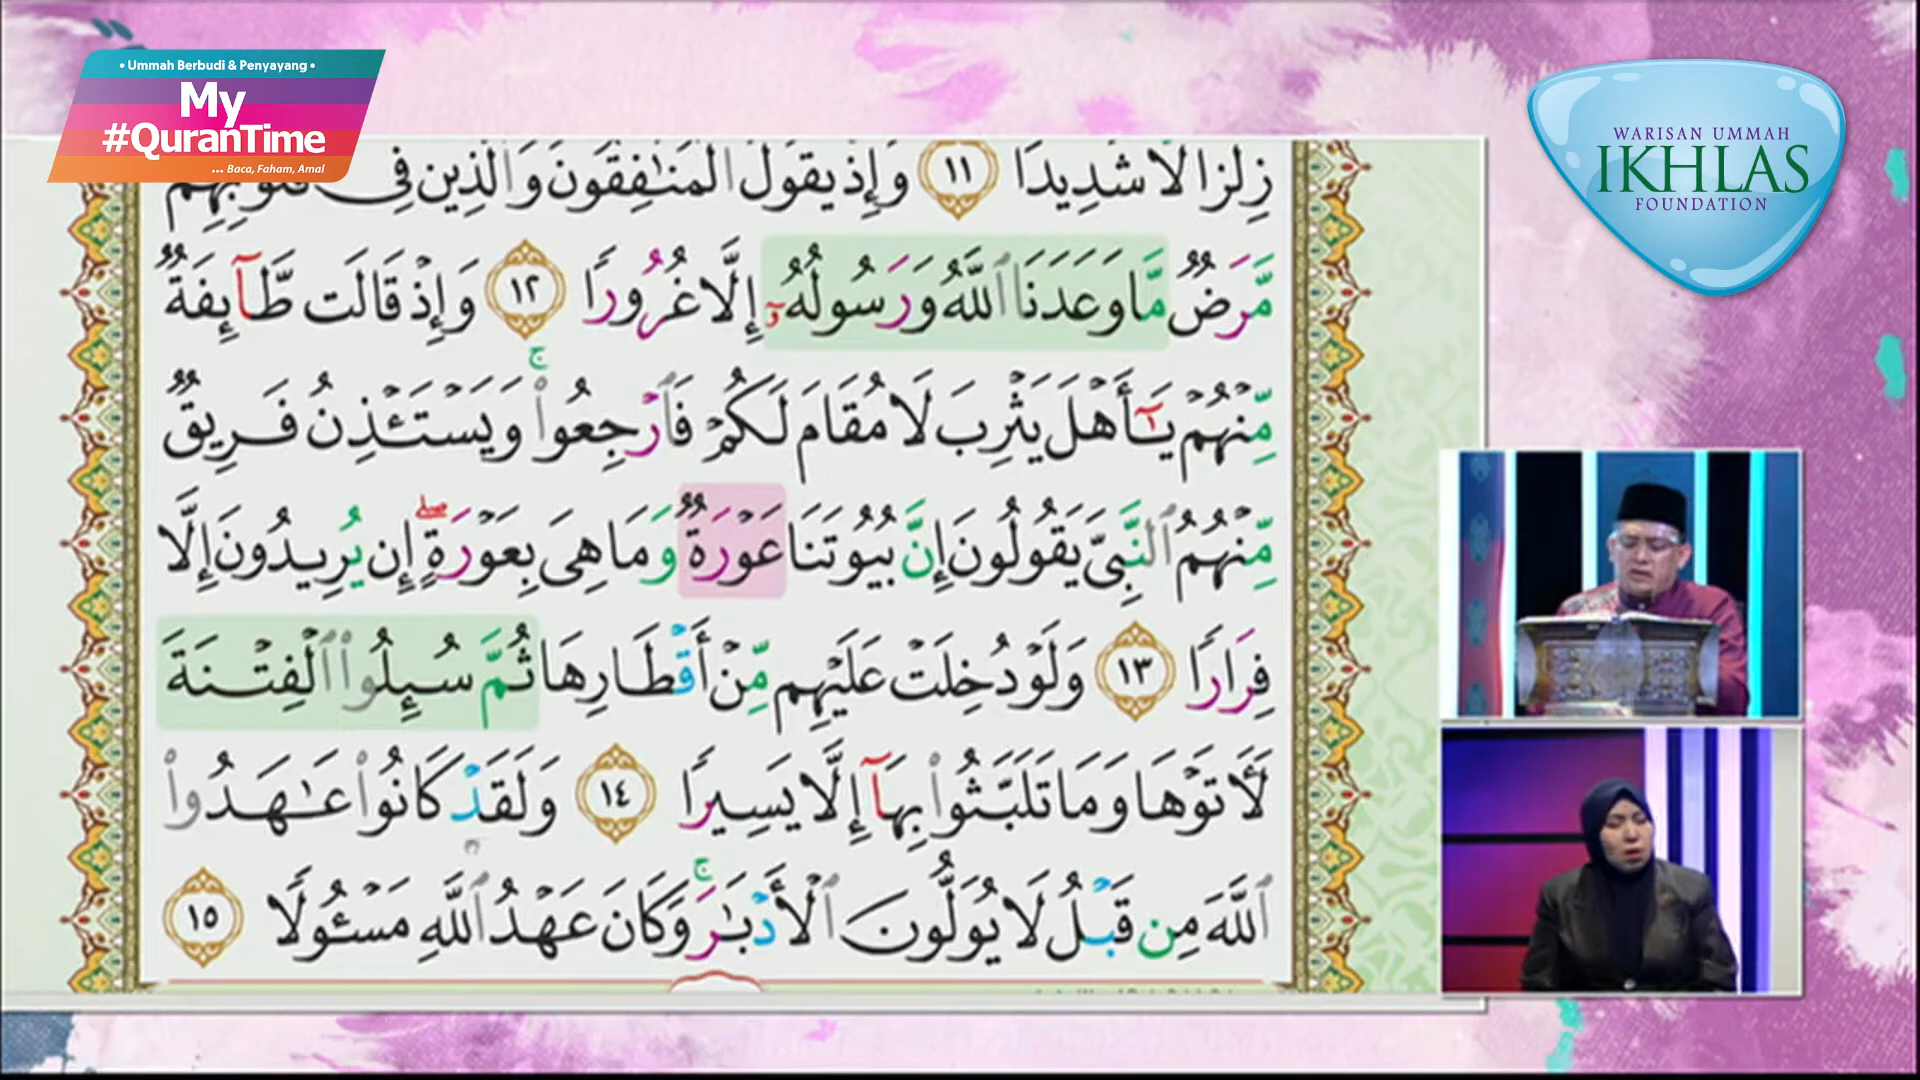 • Ummah Berbudi & Penyayang •
My
#QuranTime
... Baca, Faham, Amal
WARISAN UMMAH
IKHLAS
FOUNDATION
زِلْزَالًا شَدِيدًا ١١ وَإِذْ يَقُولُ ٱلْمُنَٰفِقُونَ وَٱلَّذِينَ فِى قُلُوبِهِم
مَّرَضٌ مَّا وَعَدَنَا ٱللَّهُ وَرَسُولُهُۥٓ إِلَّا غُرُورًا ١٢ وَإِذْ قَالَت طَّآئِفَةٌ
مِّنْهُمْ يَٰٓأَهْلَ يَثْرِبَ لَا مُقَامَ لَكُمْ فَٱرْجِعُوا۟ ۚ وَيَسْتَـْٔذِنُ فَرِيقٌ
مِّنْهُمُ ٱلنَّبِىَّ يَقُولُونَ إِنَّ بُيُوتَنَا عَوْرَةٌ وَمَا هِىَ بِعَوْرَةٍ ۖ إِن يُرِيدُونَ إِلَّا
فِرَارًا ١٣ وَلَوْ دُخِلَتْ عَلَيْهِم مِّنْ أَقْطَارِهَا ثُمَّ سُئِلُوا۟ ٱلْفِتْنَةَ
لَـَٔاتَوْهَا وَمَا تَلَبَّثُوا۟ بِهَآ إِلَّا يَسِيرًا ١٤ وَلَقَدْ كَانُوا۟ عَٰهَدُوا۟
ٱللَّهَ مِن قَبْلُ لَا يُوَلُّونَ ٱلْأَدْبَٰرَ ۚ وَكَانَ عَهْدُ ٱللَّهِ مَسْـُٔولًا ١٥